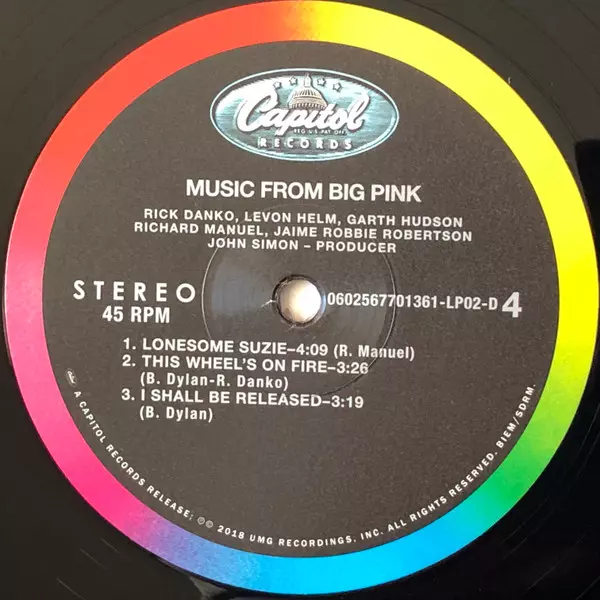 Capitol
REG. U.S. PAT. OFF.
RECORDS
MUSIC FROM BIG PINK
RICK DANKO, LEVON HELM, GARTH HUDSON
RICHARD MANUEL, JAIME ROBBIE ROBERTSON
JOHN SIMON – PRODUCER
STEREO
45 RPM
0602567701361-LP02-D 4
1. LONESOME SUZIE–4:09 (R. Manuel)
2. THIS WHEEL'S ON FIRE–3:26
(B. Dylan-R. Danko)
3. I SHALL BE RELEASED–3:19
(B. Dylan)
A CAPITOL RECORDS RELEASE; ℗© 2018 UMG RECORDINGS, INC. ALL RIGHTS RESERVED. BIEM/SDRM.